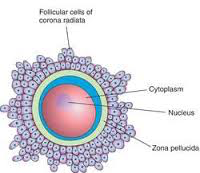 Follicular cells of
corona radiata
Cytoplasm
Nucleus
Zona pellucida